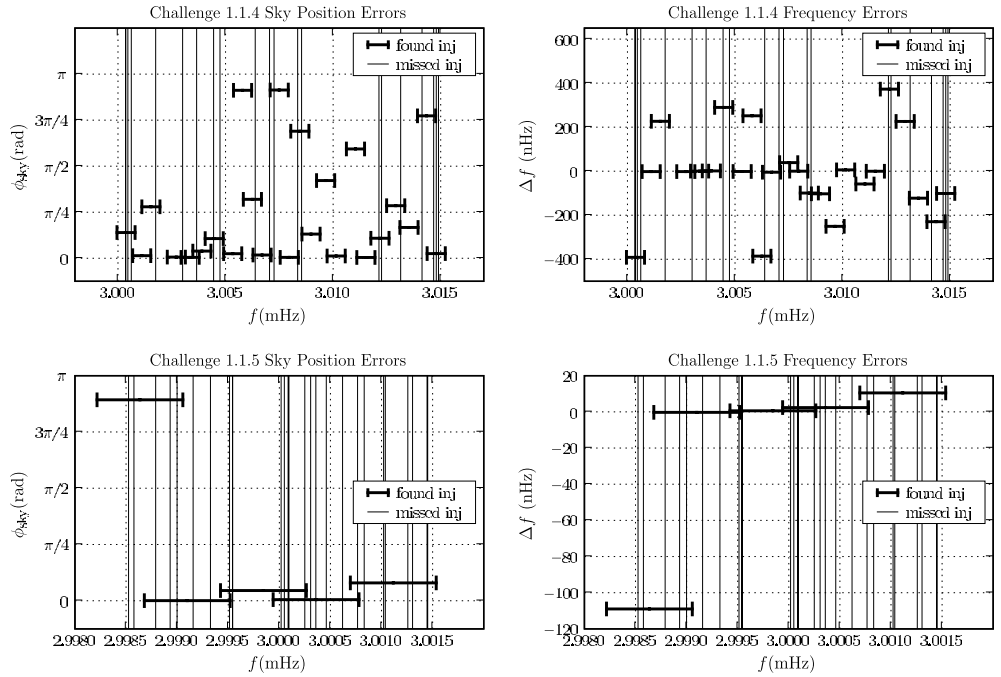 Challenge 1.1.4 Sky Position Errors
π
3π/4
π/2
π/4
0
ϕsky(rad)
found inj
missed inj
3.000 3.005 3.010 3.015
f(mHz)
Challenge 1.1.4 Frequency Errors
600
400
200
0
−200
−400
Δf (nHz)
found inj
missed inj
3.000 3.005 3.010 3.015
f(mHz)
Challenge 1.1.5 Sky Position Errors
π
3π/4
π/2
π/4
0
ϕsky(rad)
found inj
missed inj
2.9980 2.9985 2.9990 2.9995 3.0000 3.0005 3.0010 3.0015
f(mHz)
Challenge 1.1.5 Frequency Errors
20
0
−20
−40
−60
−80
−100
−120
Δf (nHz)
found inj
missed inj
2.9980 2.9985 2.9990 2.9995 3.0000 3.0005 3.0010 3.0015
f(mHz)